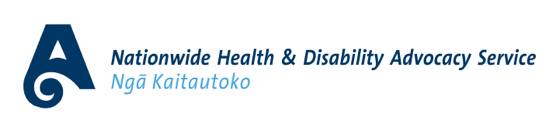 Nationwide Health & Disability Advocacy Service
Ngā Kaitautoko